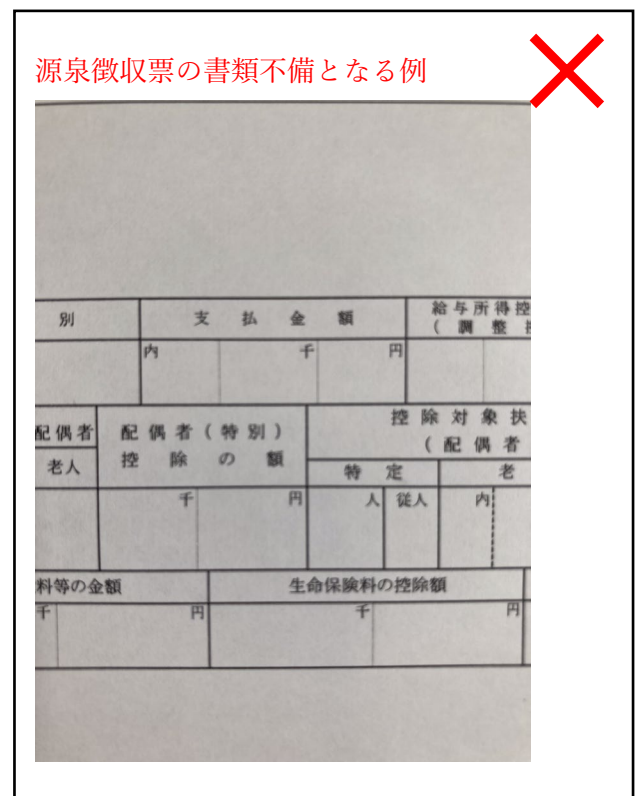 源泉徴収票の書類不備となる例
別 支払金額 給与所得控
( 調整 
内 千 円
配偶者 配偶者(特別) 控除対象扶
老人 控除の額 (配偶者
特定 老
千 円 人 従人 内
料等の金額 生命保険料の控除額
千 円 千 円